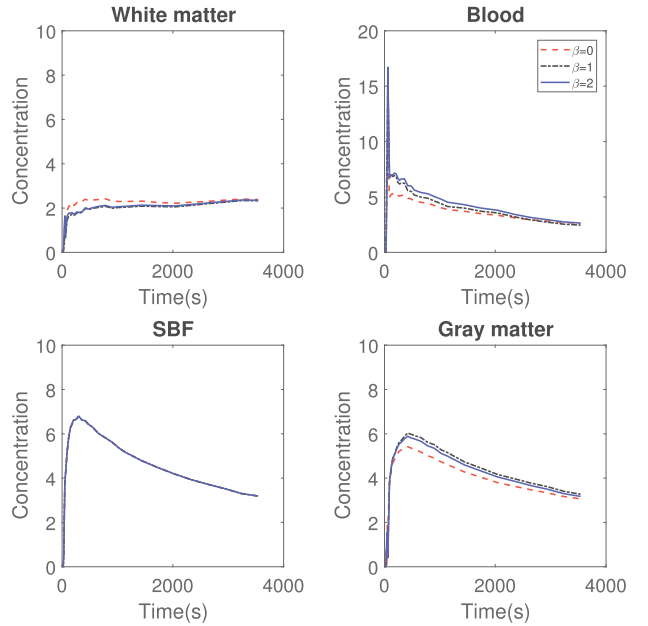 White matter
Blood
10
8
6
4
2
0
Concentration
0
2000
4000
Time(s)
20
15
10
5
0
Concentration
β=0
β=1
β=2
0
2000
4000
Time(s)
SBF
Gray matter
10
8
6
4
2
0
Concentration
0
2000
4000
Time(s)
10
8
6
4
2
0
Concentration
0
2000
4000
Time(s)